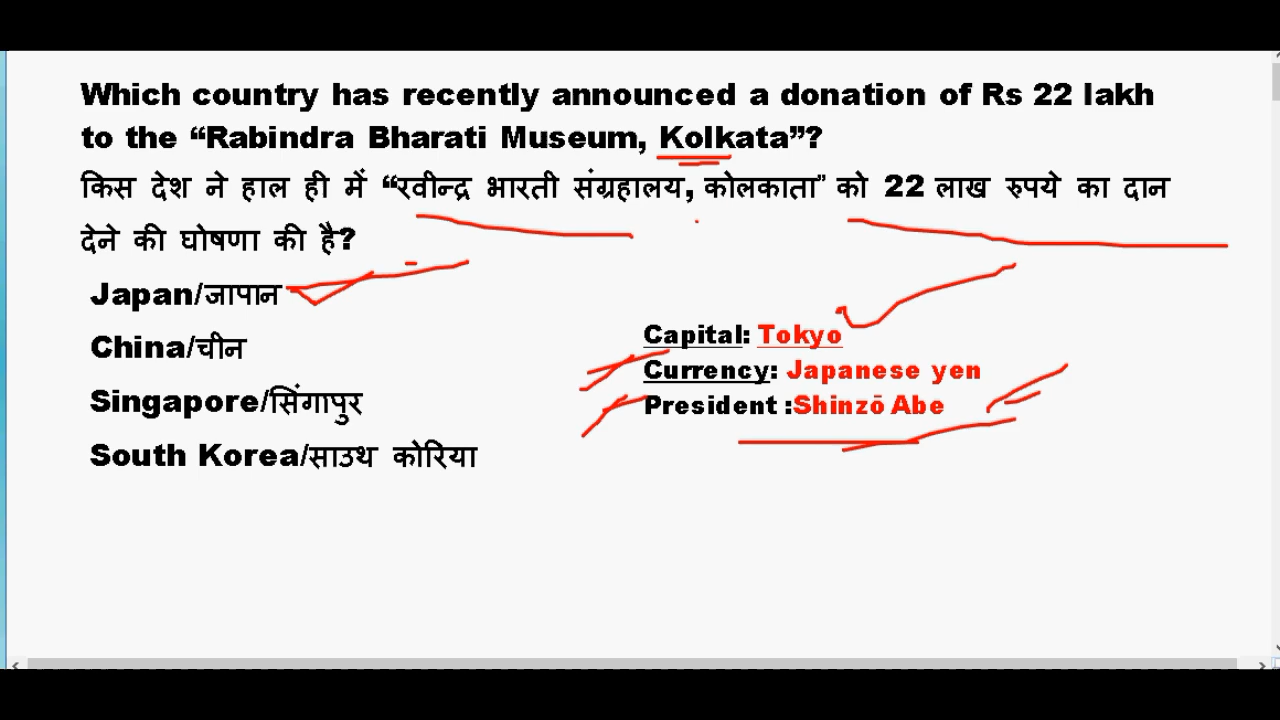 Which country has recently announced a donation of Rs 22 lakh
to the “Rabindra Bharati Museum, Kolkata”?
किस देश ने हाल ही में “रवीन्द्र भारती संग्रहालय, कोलकाता” को 22 लाख रुपये का दान
देने की घोषणा की है?
Japan/जापान
China/चीन
Singapore/सिंगापुर
South Korea/साउथ कोरिया
Capital: Tokyo
Currency: Japanese yen
President :Shinzō Abe